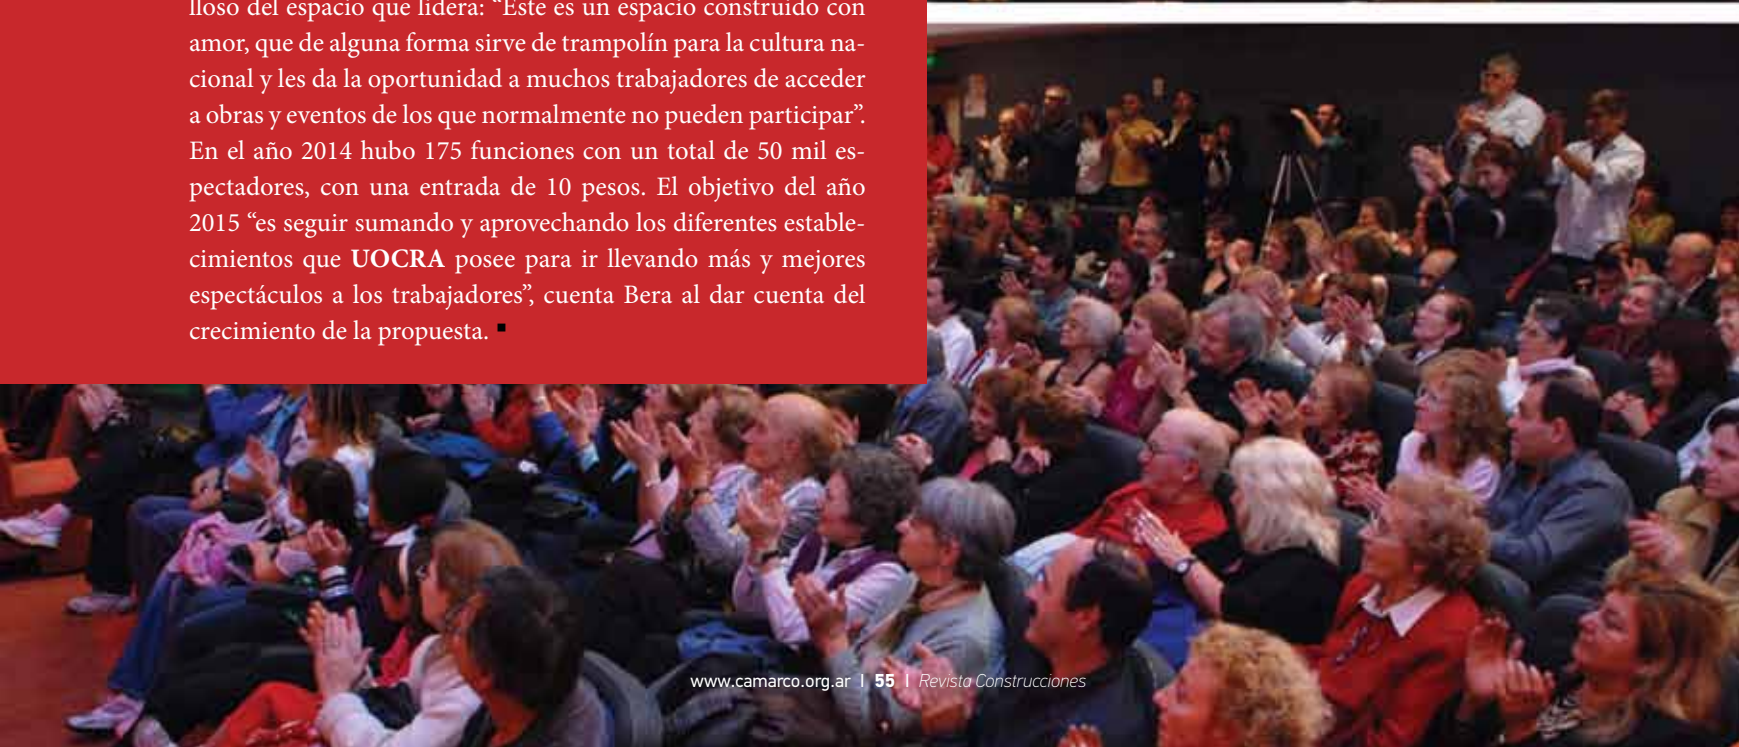 lloso del espacio que lidera: “Este es un espacio construido con
amor, que de alguna forma sirve de trampolín para la cultura na-
cional y les da la oportunidad a muchos trabajadores de acceder
a obras y eventos de los que normalmente no pueden participar”.
En el año 2014 hubo 175 funciones con un total de 50 mil es-
pectadores, con una entrada de 10 pesos. El objetivo del año
2015 “es seguir sumando y aprovechando los diferentes estable-
cimientos que UOCRA posee para ir llevando más y mejores
espectáculos a los trabajadores”, cuenta Bera al dar cuenta del
crecimiento de la propuesta. ▪
www.camarco.org.ar | 55 | Revista Construcciones